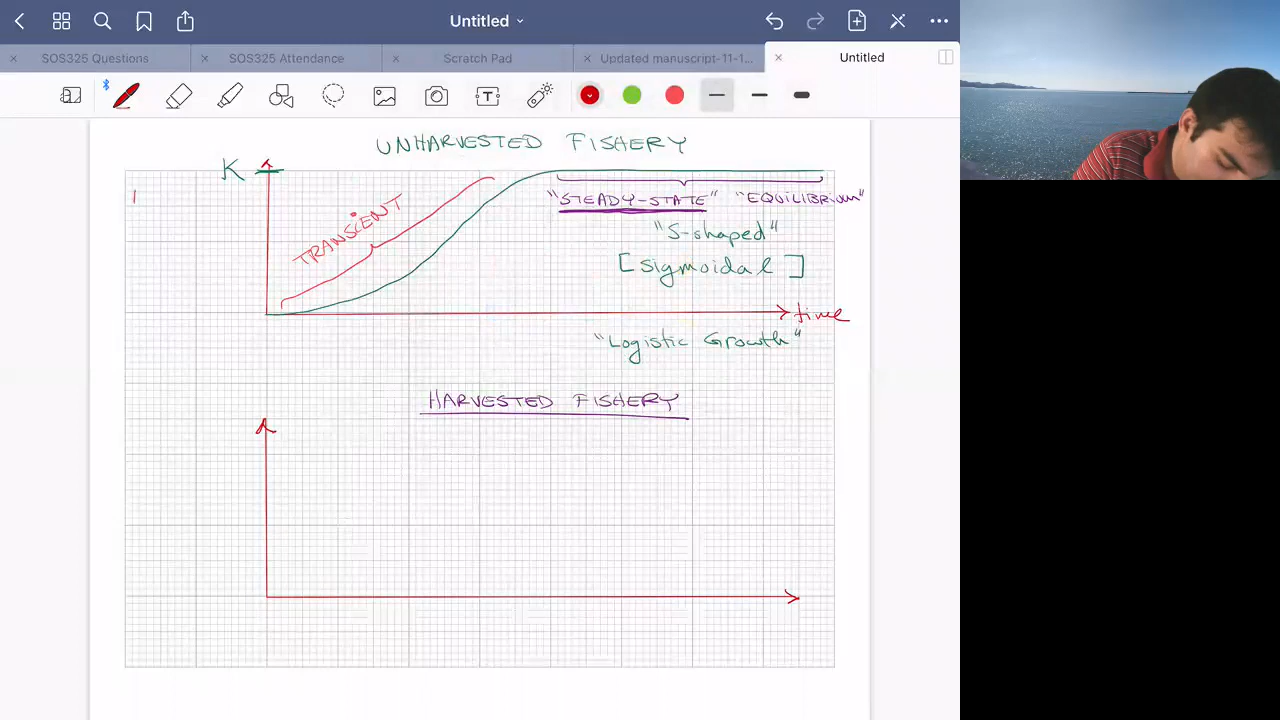 Untitled
SOS325 Questions
SOS325 Attendance
Scratch Pad
Updated manuscript-11-1...
Untitled
UNHARVESTED FISHERY
K
TRANSIENT
"STEADY-STATE" "EQUILIBRIUM"
"S-shaped"
[sigmoidal]
time
"Logistic Growth"
HARVESTED FISHERY